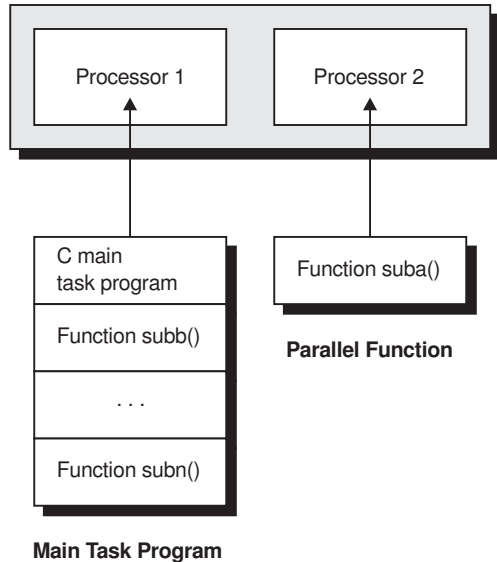 Processor 1
Processor 2
C main
task program
Function subb()
. . .
Function subn()
Main Task Program
Function suba()
Parallel Function